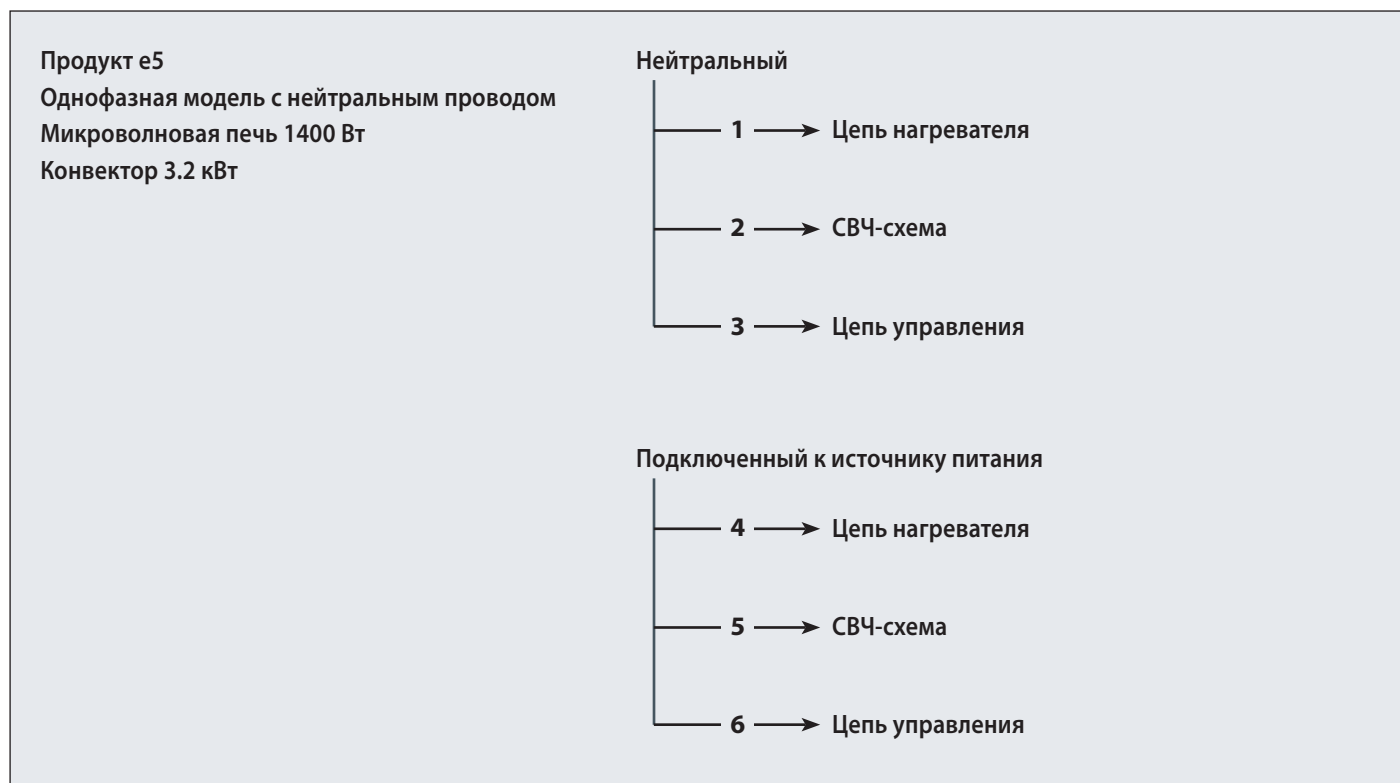 Продукт e5
Однофазная модель с нейтральным проводом
Микроволновая печь 1400 Вт
Конвектор 3.2 кВт
Нейтральный
1 Цепь нагревателя
2 СВЧ-схема
3 Цепь управления
Подключенный к источнику питания
4 Цепь нагревателя
5 СВЧ-схема
6 Цепь управления